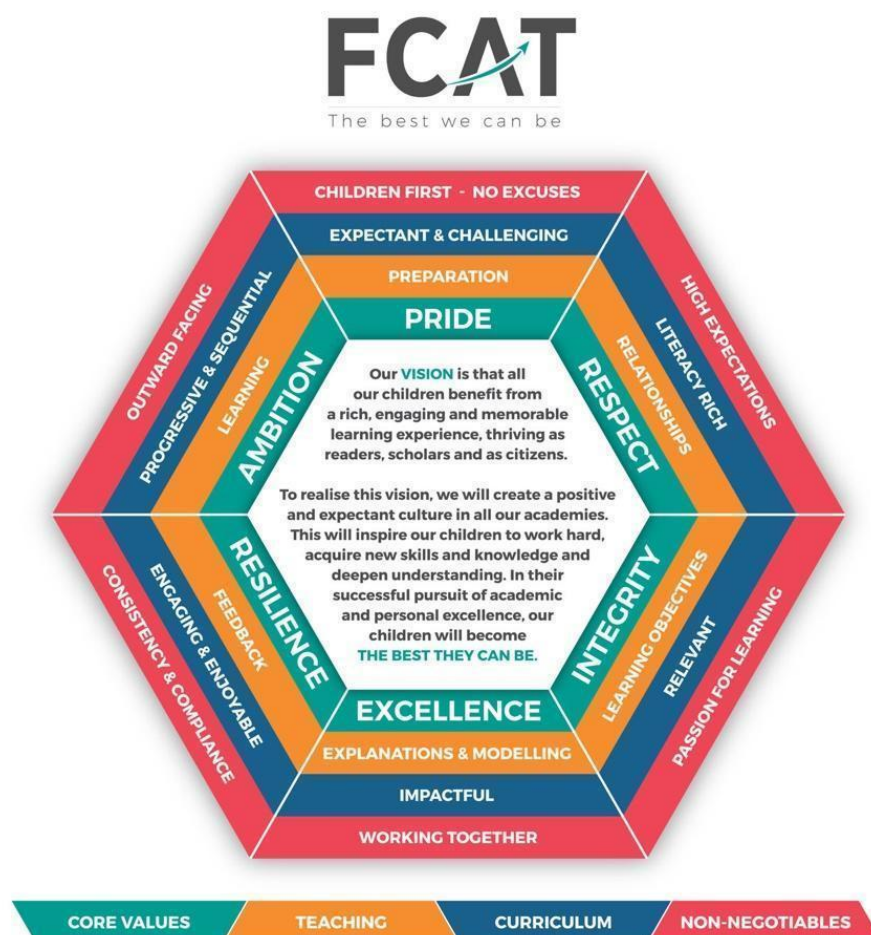 FCAT
The best we can be
CHILDREN FIRST - NO EXCUSES
EXPECTANT & CHALLENGING
PREPARATION
PRIDE
OUTWARD FACING
PROGRESSIVE & SEQUENTIAL
LEARNING
AMBITION
HIGH EXPECTATIONS
LITERACY RICH
RELATIONSHIPS
RESPECT
Our VISION is that all
our children benefit from
a rich, engaging and memorable
learning experience, thriving as
readers, scholars and as citizens.
To realise this vision, we will create a positive
and expectant culture in all our academies.
This will inspire our children to work hard,
acquire new skills and knowledge and
deepen understanding. In their
successful pursuit of academic
and personal excellence, our
children will become
THE BEST THEY CAN BE.
CONSISTENCY & COMPLIANCE
ENGAGING & ENJOYABLE
FEEDBACK
RESILIENCE
INTEGRITY
LEARNING OBJECTIVES
RELEVANT
PASSION FOR LEARNING
EXCELLENCE
EXPLANATIONS & MODELLING
IMPACTFUL
WORKING TOGETHER
CORE VALUES
TEACHING
CURRICULUM
NON-NEGOTIABLES